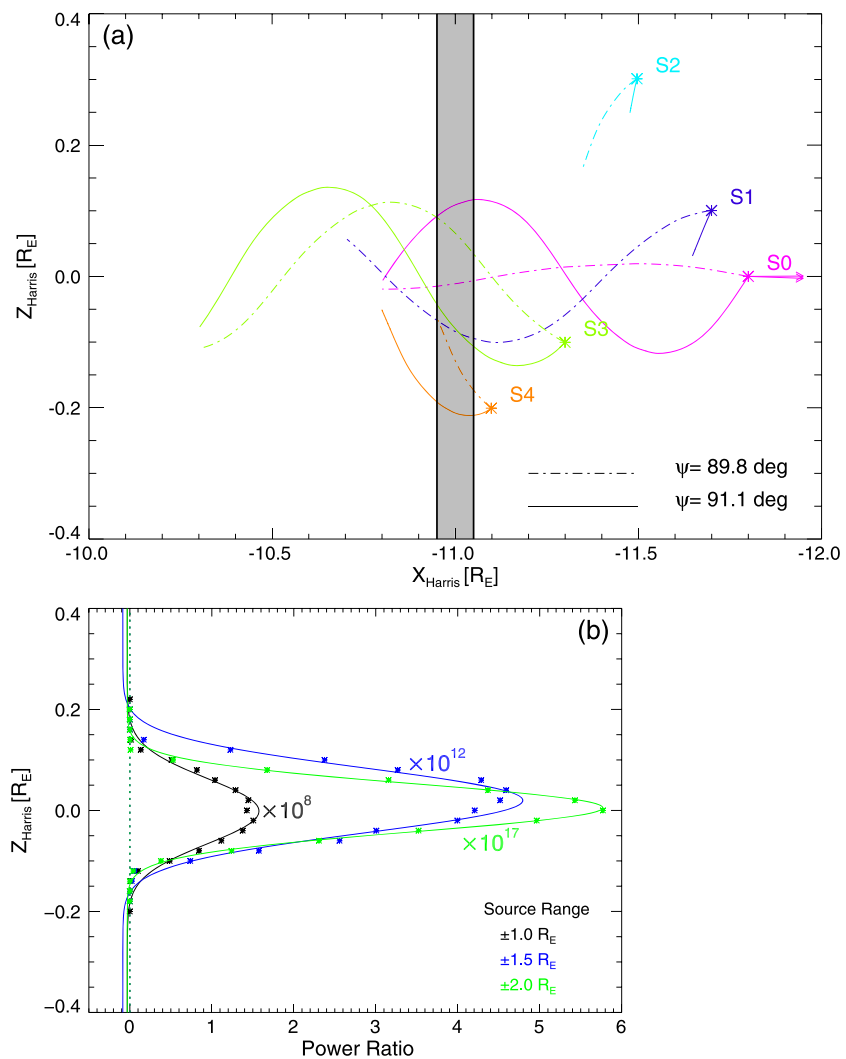 (a)
0.4
0.2
0.0
-0.2
-0.4
Z_Harris [R_E]
S2
S1
S0
S3
S4
ψ= 89.8 deg
ψ= 91.1 deg
-10.0 -10.5 -11.0 -11.5 -12.0
X_Harris [R_E]
(b)
0.4
0.2
0.0
−0.2
−0.4
Z_Harris [R_E]
×10^12
×10^8
×10^17
Source Range
±1.0 R_E
±1.5 R_E
±2.0 R_E
0 1 2 3 4 5 6
Power Ratio